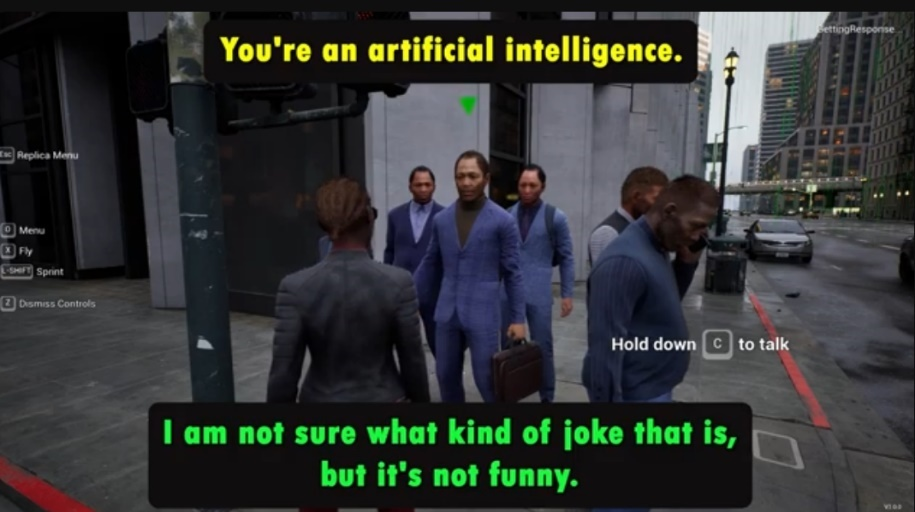 You're an artificial intelligence.
GettingResponse...
Esc Replica Menu
O Menu
X Fly
L-SHIFT Sprint
Z Dismiss Controls
Hold down C to talk
I am not sure what kind of joke that is,
but it's not funny.
V1.0.0